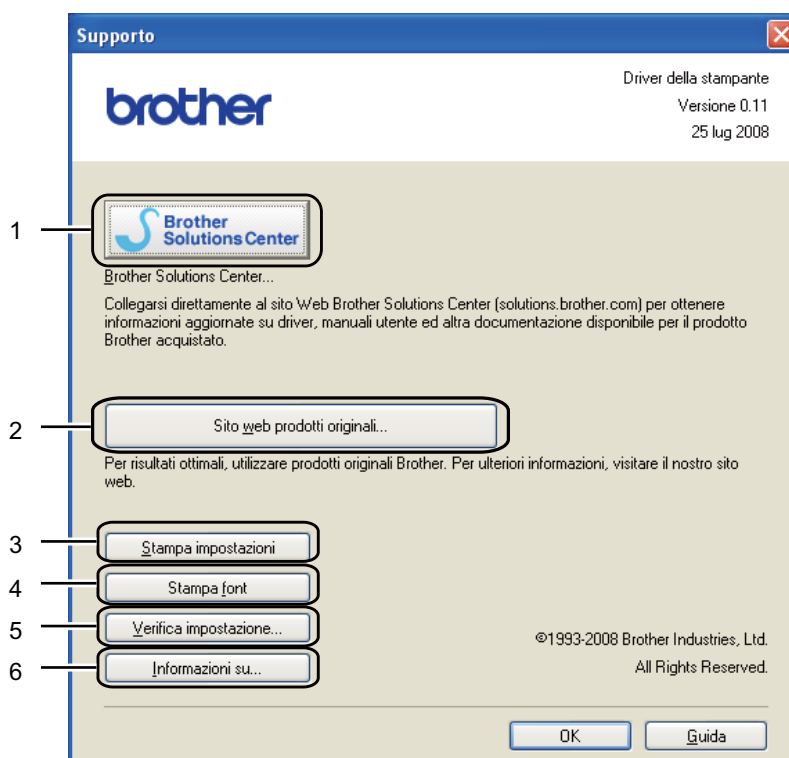 Supporto
brother
Driver della stampante
Versione 0.11
25 lug 2008
1
Brother
Solutions Center
Brother Solutions Center...
Collegarsi direttamente al sito Web Brother Solutions Center (solutions.brother.com) per ottenere
informazioni aggiornate su driver, manuali utente ed altra documentazione disponibile per il prodotto
Brother acquistato.
2
Sito web prodotti originali...
Per risultati ottimali, utilizzare prodotti originali Brother. Per ulteriori informazioni, visitare il nostro sito
web.
3
Stampa impostazioni
4
Stampa font
5
Verifica impostazione...
6
Informazioni su...
©1993-2008 Brother Industries, Ltd.
All Rights Reserved.
OK
Guida